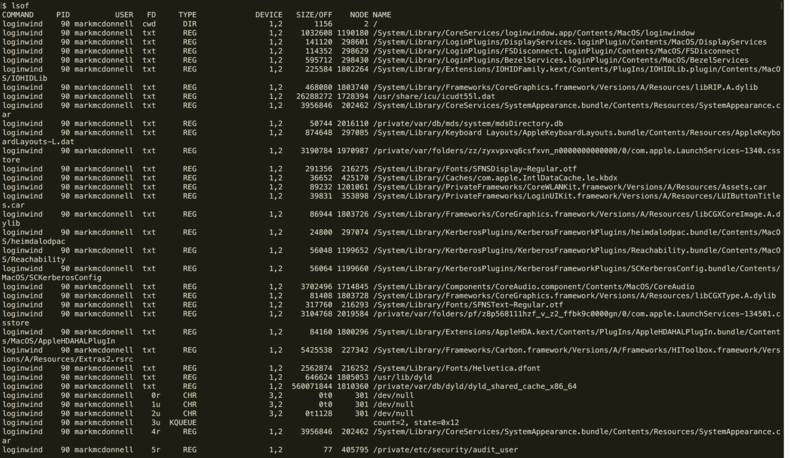 $ lsof
COMMAND PID USER FD TYPE DEVICE SIZE/OFF NODE NAME
loginwind 90 markmcdonnell cwd DIR 1,2 1156 2 /
loginwind 90 markmcdonnell txt REG 1,2 1032608 1190180 /System/Library/CoreServices/loginwindow.app/Contents/MacOS/loginwindow
loginwind 90 markmcdonnell txt REG 1,2 141120 298601 /System/Library/LoginPlugins/DisplayServices.loginPlugin/Contents/MacOS/DisplayServices
loginwind 90 markmcdonnell txt REG 1,2 114352 298629 /System/Library/LoginPlugins/FSDisconnect.loginPlugin/Contents/MacOS/FSDisconnect
loginwind 90 markmcdonnell txt REG 1,2 595712 298430 /System/Library/LoginPlugins/BezelServices.loginPlugin/Contents/MacOS/BezelServices
loginwind 90 markmcdonnell txt REG 1,2 225584 1802264 /System/Library/Extensions/IOHIDFamily.kext/Contents/PlugIns/IOHIDLib.plugin/Contents/MacO
S/IOHIDLib
loginwind 90 markmcdonnell txt REG 1,2 468080 1803740 /System/Library/Frameworks/CoreGraphics.framework/Versions/A/Resources/libRIP.A.dylib
loginwind 90 markmcdonnell txt REG 1,2 26288272 1728394 /usr/share/icu/icudt55l.dat
loginwind 90 markmcdonnell txt REG 1,2 3956846 202462 /System/Library/CoreServices/SystemAppearance.bundle/Contents/Resources/SystemAppearance.c
ar
loginwind 90 markmcdonnell txt REG 1,2 50744 2016110 /private/var/db/mds/system/mdsDirectory.db
loginwind 90 markmcdonnell txt REG 1,2 874648 297085 /System/Library/Keyboard Layouts/AppleKeyboardLayouts.bundle/Contents/Resources/AppleKeybo
ardLayouts-L.dat
loginwind 90 markmcdonnell txt REG 1,2 3190784 1970987 /private/var/folders/zz/zyxvpxvq6csfxvn_n0000000000000/0/com.apple.LaunchServices-1340.css
tore
loginwind 90 markmcdonnell txt REG 1,2 291356 216275 /System/Library/Fonts/SFNSDisplay-Regular.otf
loginwind 90 markmcdonnell txt REG 1,2 36652 425170 /System/Library/Caches/com.apple.IntlDataCache.le.kbdx
loginwind 90 markmcdonnell txt REG 1,2 89232 1201061 /System/Library/PrivateFrameworks/CoreWLANKit.framework/Versions/A/Resources/Assets.car
loginwind 90 markmcdonnell txt REG 1,2 39831 353898 /System/Library/PrivateFrameworks/LoginUIKit.framework/Versions/A/Resources/LUIButtonTitle
s.car
loginwind 90 markmcdonnell txt REG 1,2 86944 1803726 /System/Library/Frameworks/CoreGraphics.framework/Versions/A/Resources/libCGXCoreImage.A.d
ylib
loginwind 90 markmcdonnell txt REG 1,2 24800 297074 /System/Library/KerberosPlugins/KerberosFrameworkPlugins/heimdalodpac.bundle/Contents/MacO
S/heimdalodpac
loginwind 90 markmcdonnell txt REG 1,2 56048 1199652 /System/Library/KerberosPlugins/KerberosFrameworkPlugins/Reachability.bundle/Contents/MacO
S/Reachability
loginwind 90 markmcdonnell txt REG 1,2 56064 1199660 /System/Library/KerberosPlugins/KerberosFrameworkPlugins/SCKerberosConfig.bundle/Contents/
MacOS/SCKerberosConfig
loginwind 90 markmcdonnell txt REG 1,2 3702496 1714845 /System/Library/Components/CoreAudio.component/Contents/MacOS/CoreAudio
loginwind 90 markmcdonnell txt REG 1,2 81408 1803728 /System/Library/Frameworks/CoreGraphics.framework/Versions/A/Resources/libCGXType.A.dylib
loginwind 90 markmcdonnell txt REG 1,2 317760 216293 /System/Library/Fonts/SFNSText-Regular.otf
loginwind 90 markmcdonnell txt REG 1,2 3104768 2019584 /private/var/folders/pf/z8p568111hzf_v_z2_ffbk9c0000gn/0/com.apple.LaunchServices-134501.c
sstore
loginwind 90 markmcdonnell txt REG 1,2 84160 1800296 /System/Library/Extensions/AppleHDA.kext/Contents/PlugIns/AppleHDAHALPlugIn.bundle/Content
s/MacOS/AppleHDAHALPlugIn
loginwind 90 markmcdonnell txt REG 1,2 5425538 227342 /System/Library/Frameworks/Carbon.framework/Versions/A/Frameworks/HIToolbox.framework/Vers
ions/A/Resources/Extras2.rsrc
loginwind 90 markmcdonnell txt REG 1,2 2562874 216252 /System/Library/Fonts/Helvetica.dfont
loginwind 90 markmcdonnell txt REG 1,2 646624 1805053 /usr/lib/dyld
loginwind 90 markmcdonnell txt REG 1,2 560071844 1810360 /private/var/db/dyld/dyld_shared_cache_x86_64
loginwind 90 markmcdonnell 0r CHR 3,2 0t0 301 /dev/null
loginwind 90 markmcdonnell 1u CHR 3,2 0t0 301 /dev/null
loginwind 90 markmcdonnell 2u CHR 3,2 0t1128 301 /dev/null
loginwind 90 markmcdonnell 3u KQUEUE count=2, state=0x12
loginwind 90 markmcdonnell 4r REG 1,2 3956846 202462 /System/Library/CoreServices/SystemAppearance.bundle/Contents/Resources/SystemAppearance.c
ar
loginwind 90 markmcdonnell 5r REG 1,2 77 405795 /private/etc/security/audit_user